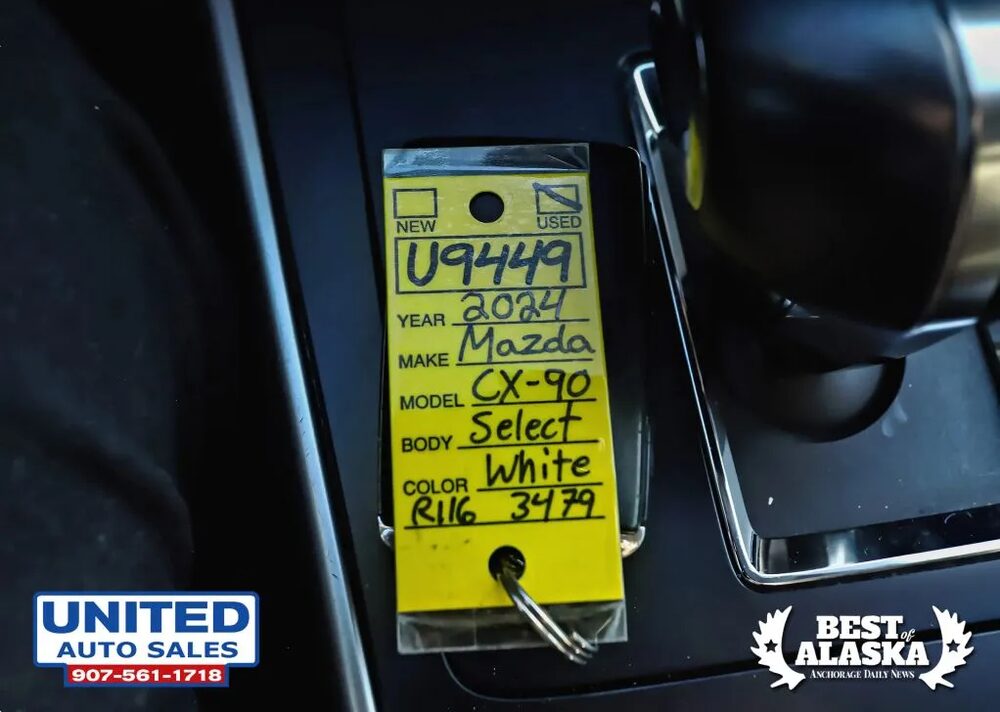 NEW USED
U9449
YEAR 2024
MAKE Mazda
MODEL CX-90
BODY Select
COLOR White
R116 3479
UNITED
AUTO SALES
907-561-1718
BEST of
ALASKA
ANCHORAGE DAILY NEWS